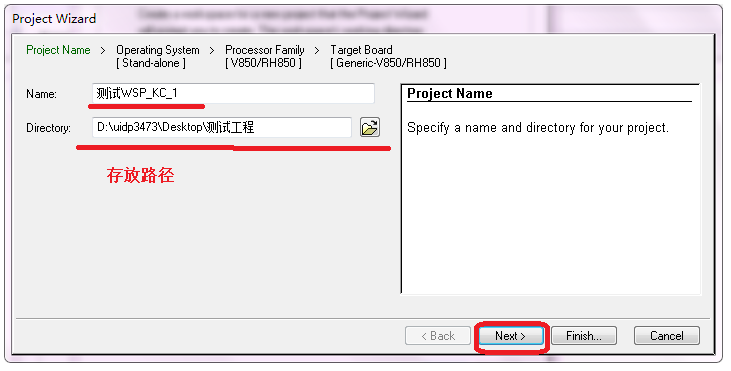 Project Wizard
Project Name > Operating System > Processor Family > Target Board
[ Stand-alone ] [ V850/RH850 ] [ Generic-V850/RH850 ]
Name: 测试WSP_KC_1
Directory: D:\uidp3473\Desktop\测试工程
存放路径
Project Name
Specify a name and directory for your project.
< Back Next > Finish... Cancel